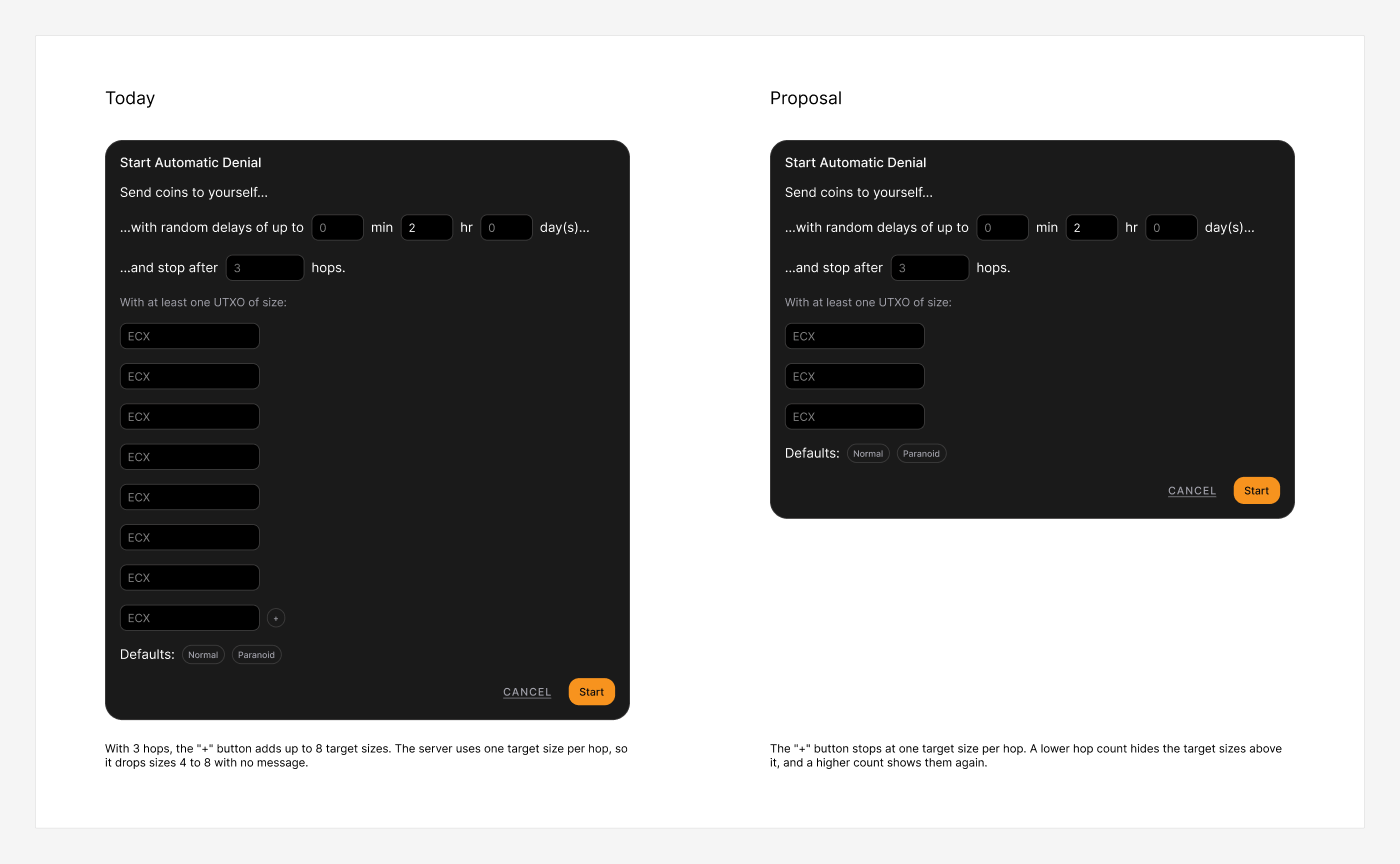 Today
Start Automatic Denial
Send coins to yourself...
...with random delays of up to 0 min 2 hr 0 day(s)...
...and stop after 3 hops.
With at least one UTXO of size:
ECX
ECX
ECX
ECX
ECX
ECX
ECX
ECX +
Defaults: Normal Paranoid
CANCEL Start
With 3 hops, the "+" button adds up to 8 target sizes. The server uses one target size per hop, so
it drops sizes 4 to 8 with no message.
Proposal
Start Automatic Denial
Send coins to yourself...
...with random delays of up to 0 min 2 hr 0 day(s)...
...and stop after 3 hops.
With at least one UTXO of size:
ECX
ECX
ECX
Defaults: Normal Paranoid
CANCEL Start
The "+" button stops at one target size per hop. A lower hop count hides the target sizes above
it, and a higher count shows them again.